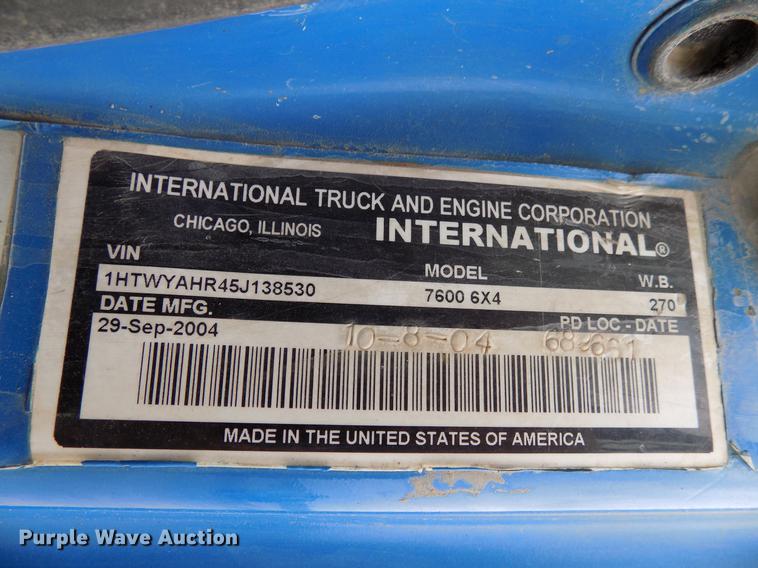 INTERNATIONAL TRUCK AND ENGINE CORPORATION
CHICAGO, ILLINOIS INTERNATIONAL®
VIN MODEL W.B.
1HTWYAHR45J138530 7600 6X4 270
DATE MFG. PD LOC - DATE
29-Sep-2004 10-8-04
MADE IN THE UNITED STATES OF AMERICA
Purple Wave Auction